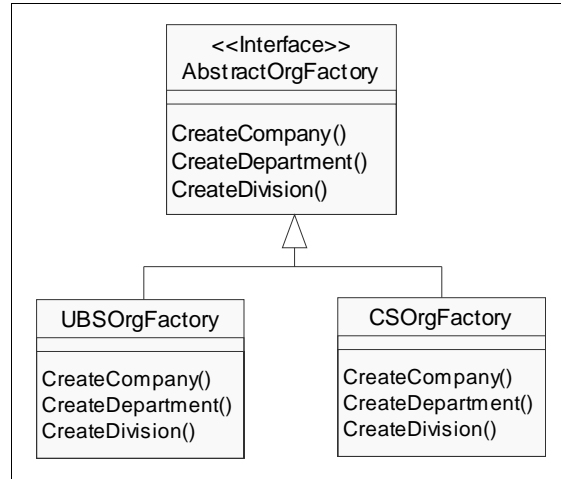 <<Interface>>
AbstractOrgFactory
CreateCompany()
CreateDepartment()
CreateDivision()
UBSOrgFactory
CreateCompany()
CreateDepartment()
CreateDivision()
CSOrgFactory
CreateCompany()
CreateDepartment()
CreateDivision()